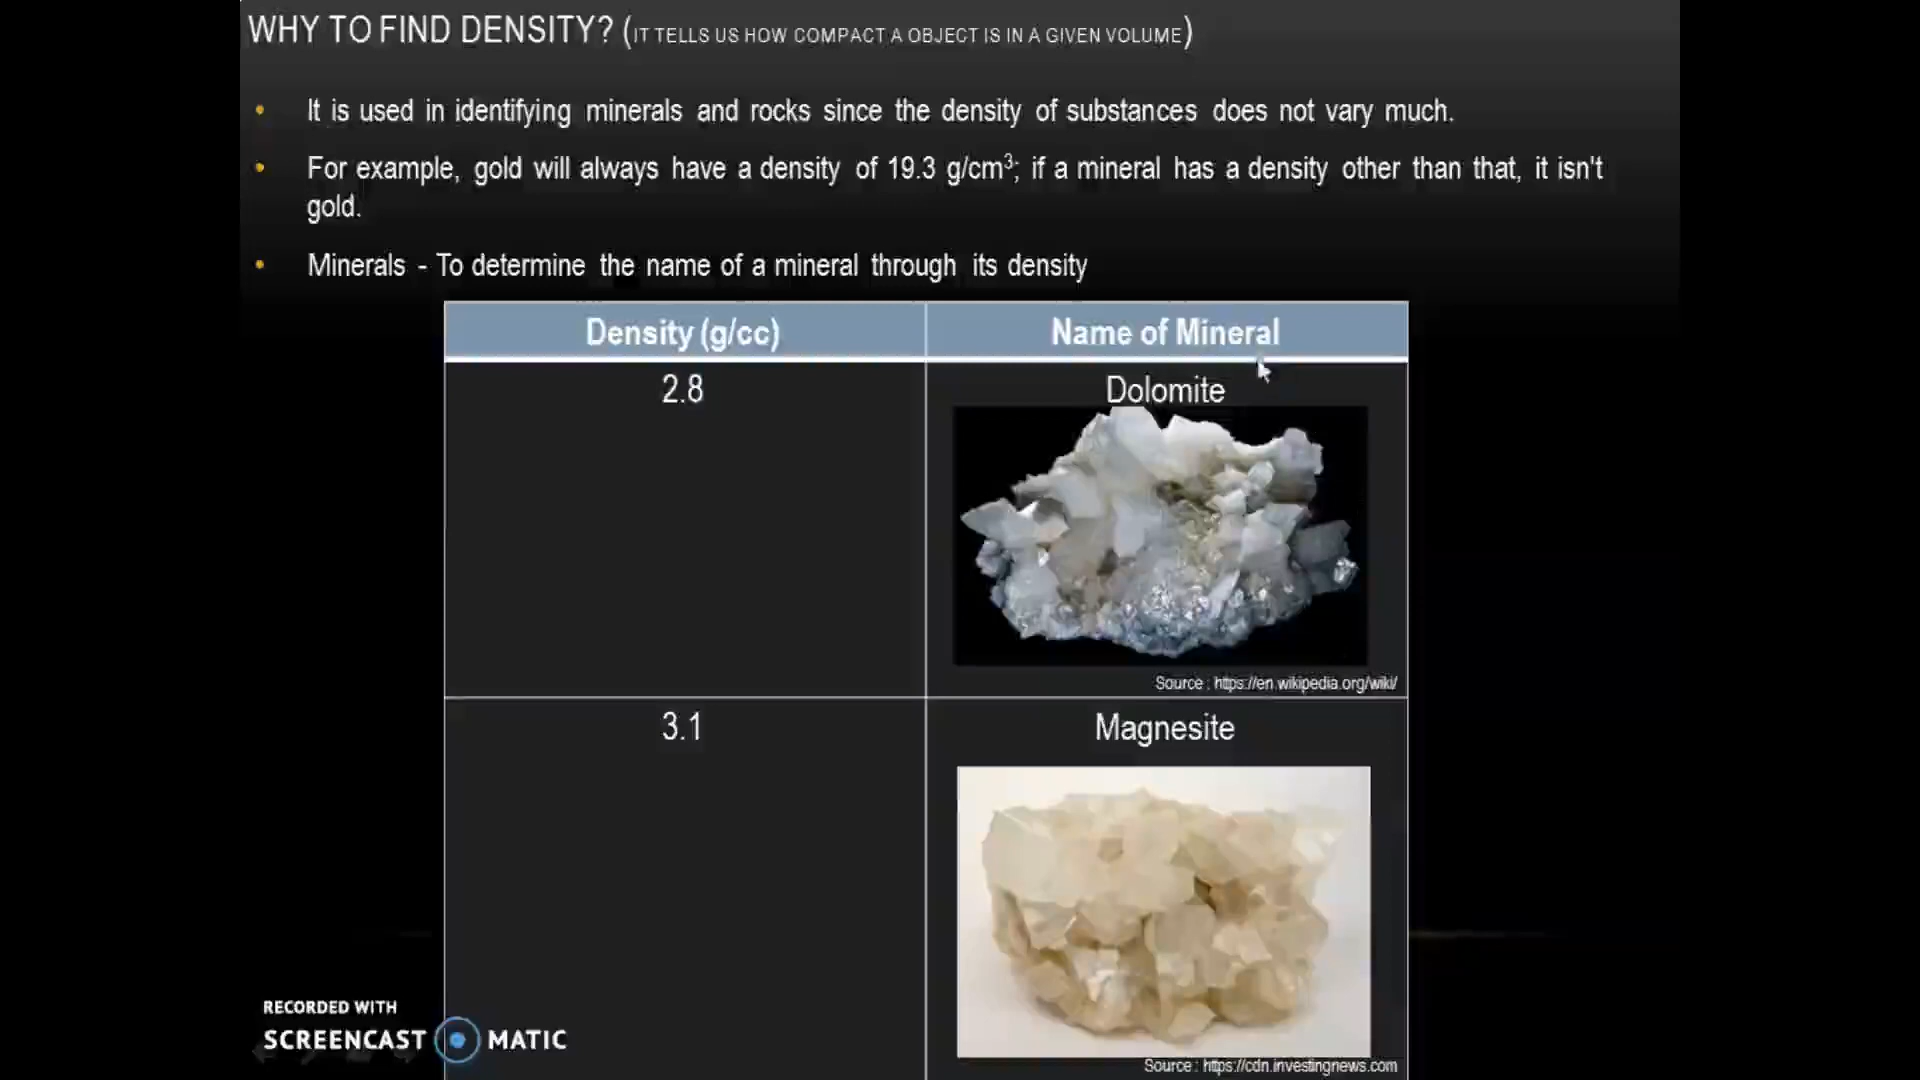 WHY TO FIND DENSITY? (IT TELLS US HOW COMPACT A OBJECT IS IN A GIVEN VOLUME)
• It is used in identifying minerals and rocks since the density of substances does not vary much.
• For example, gold will always have a density of 19.3 g/cm³; if a mineral has a density other than that, it isn't
gold.
• Minerals - To determine the name of a mineral through its density
Density (g/cc) Name of Mineral
2.8 Dolomite
Source : https://en.wikipedia.org/wiki/
3.1 Magnesite
Source : https://cdn.investingnews.com
RECORDED WITH
SCREENCAST MATIC